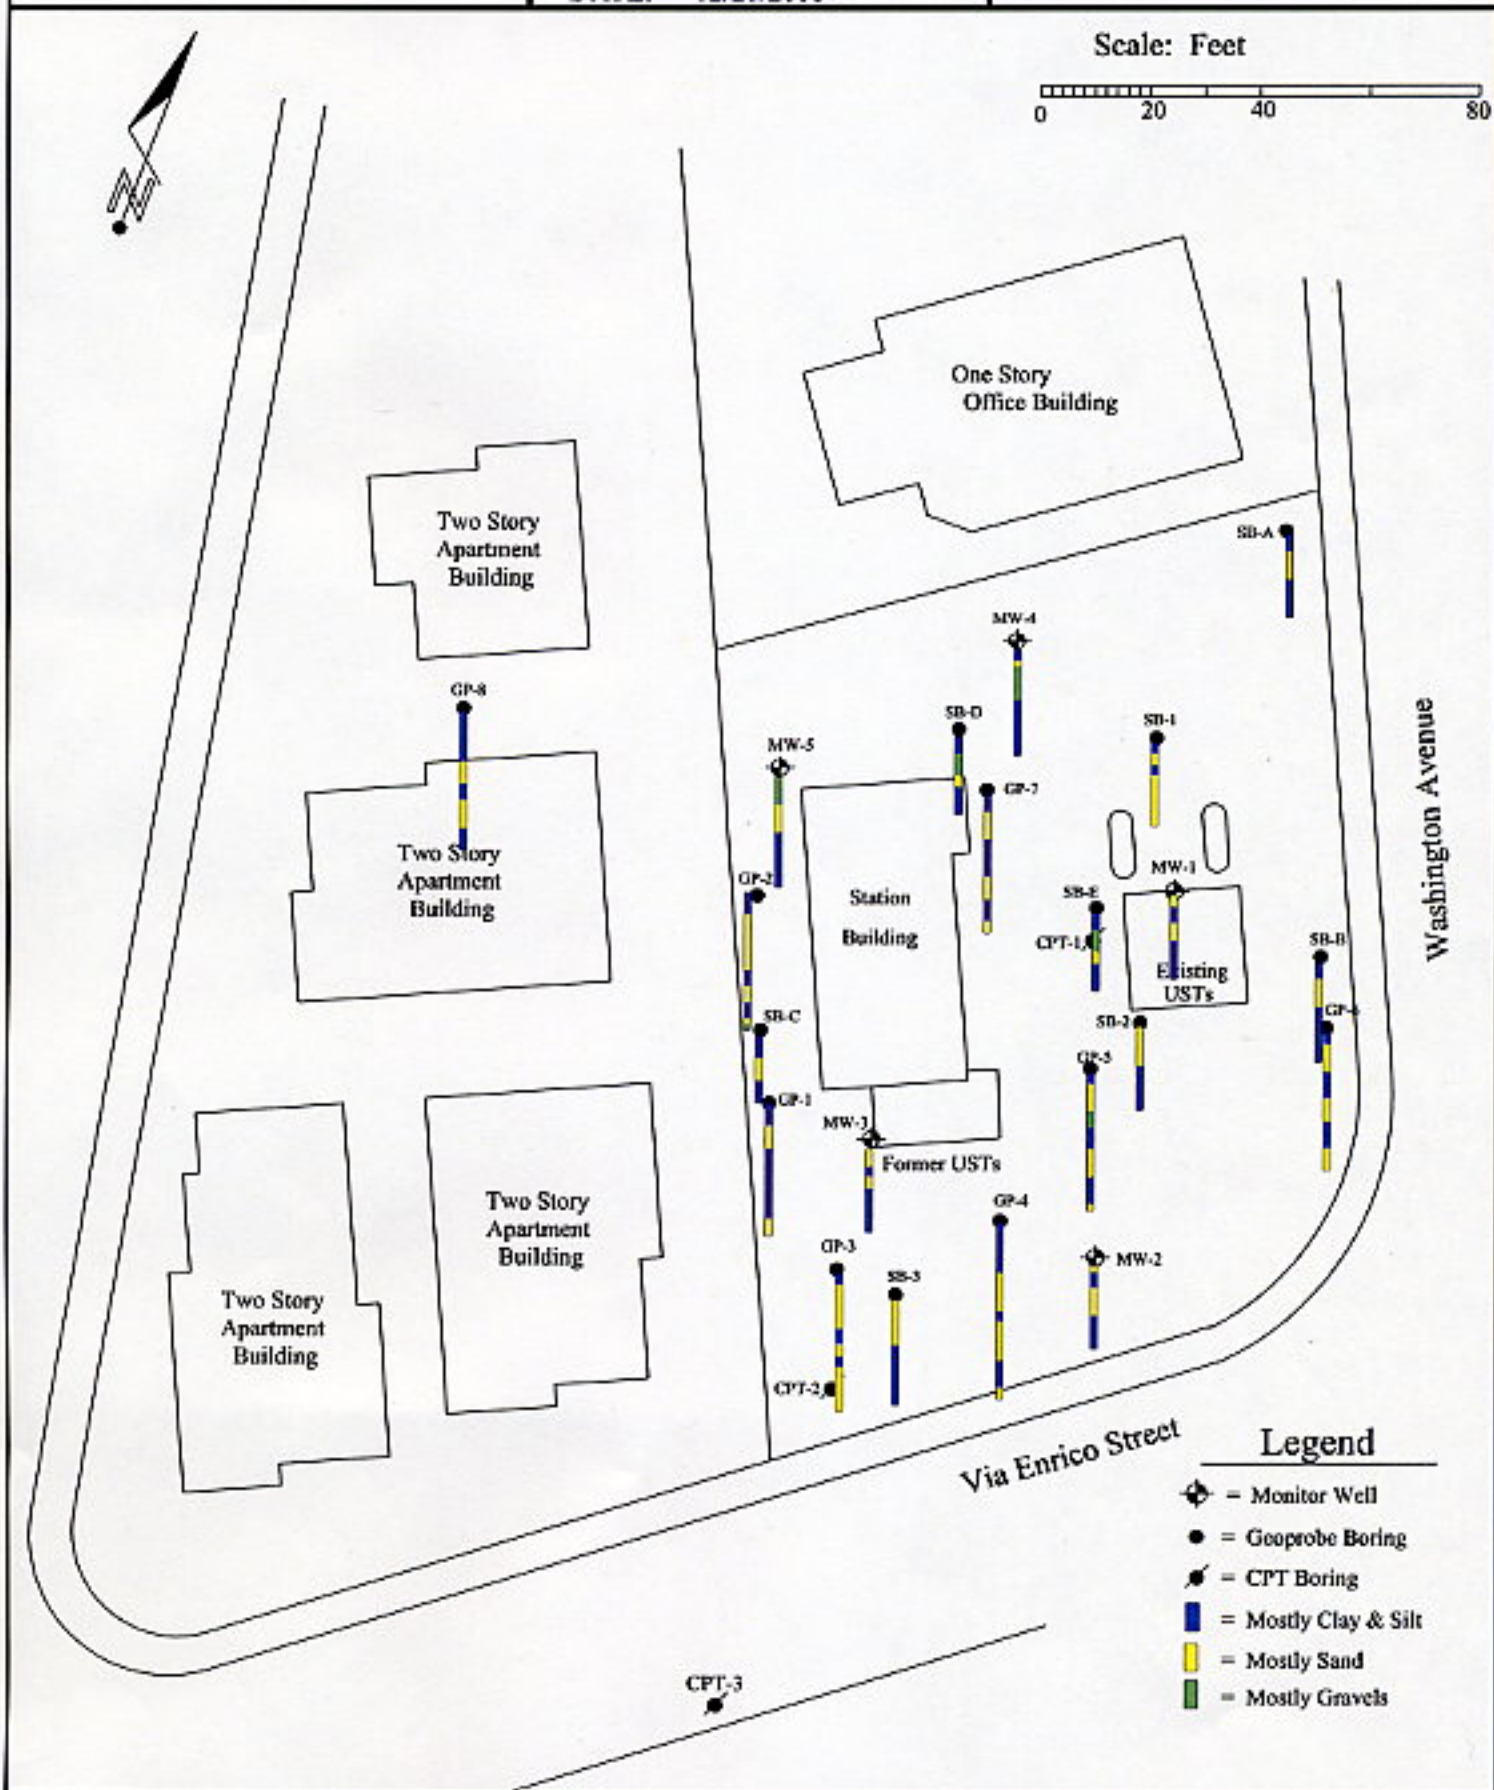 Scale: Feet
0 20 40 80
N
One Story
Office Building
Two Story
Apartment
Building
SB-A
MW-4
GP-8
SB-D
SB-1
MW-5
GP-7
Two Story
Apartment
Building
GP-2
Station
Building
MW-1
SB-E
CPT-1
Existing
USTs
SB-B
GP-6
Washington Avenue
SB-C
SB-2
GP-5
GP-1
MW-3
Former USTs
Two Story
Apartment
Building
GP-4
GP-3
SB-3
MW-2
Two Story
Apartment
Building
CPT-2
Via Enrico Street
Legend
= Monitor Well
= Geoprobe Boring
= CPT Boring
= Mostly Clay & Silt
= Mostly Sand
= Mostly Gravels
CPT-3